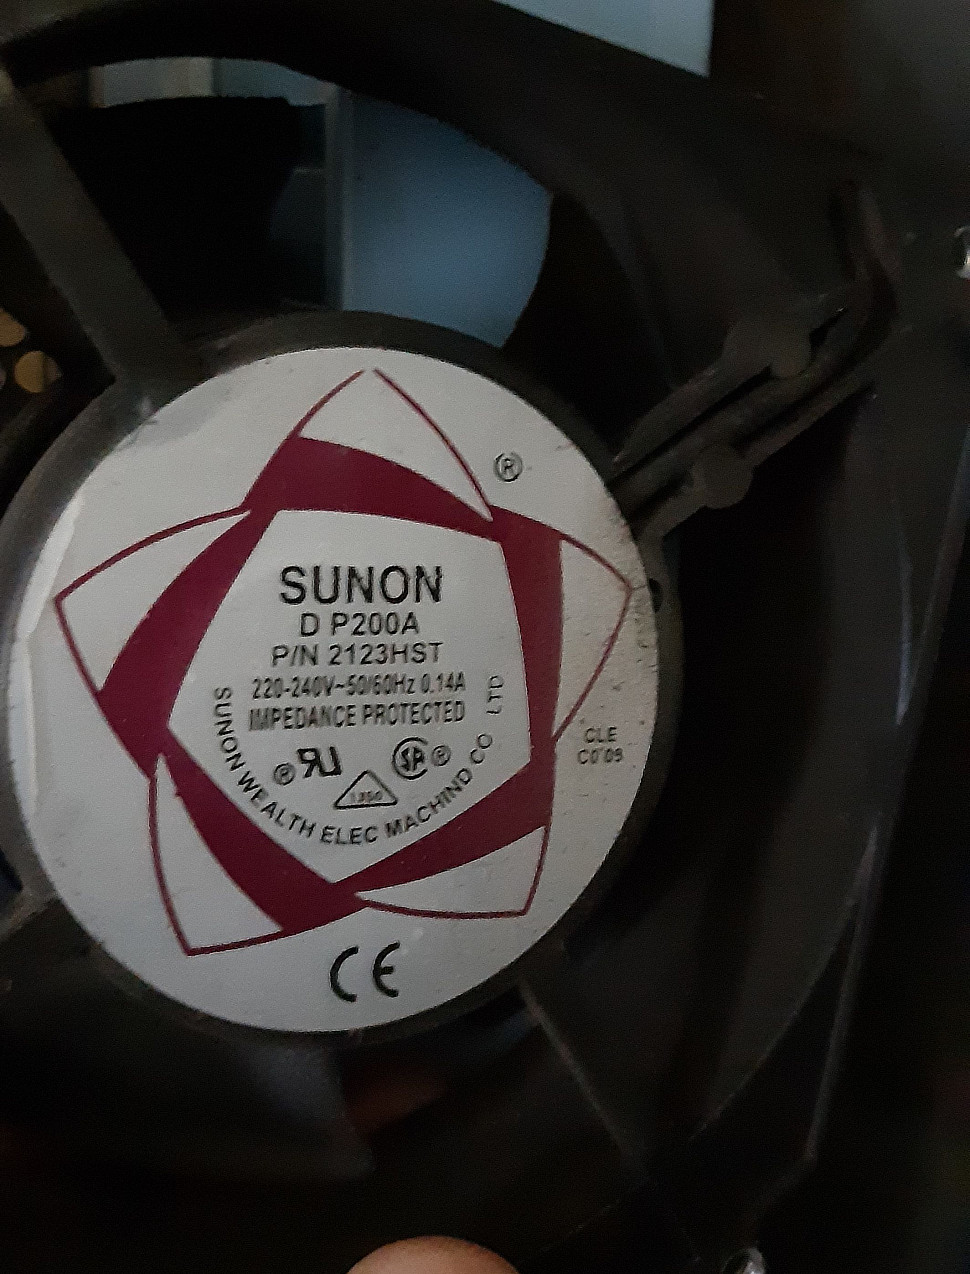 ®
SUNON
D P200A
P/N 2123HST
220-240V~50/60Hz 0.14A
IMPEDANCE PROTECTED
SUNON WEALTH ELEC MACHIND CO LTD
CLE
C0'09
CE